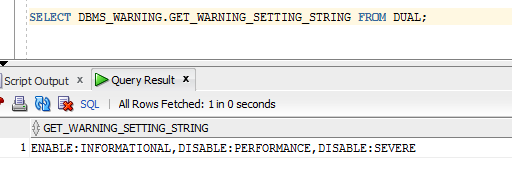 SELECT DBMS_WARNING.GET_WARNING_SETTING_STRING FROM DUAL;
Script Output x Query Result x
SQL | All Rows Fetched: 1 in 0 seconds
GET_WARNING_SETTING_STRING
1 ENABLE:INFORMATIONAL,DISABLE:PERFORMANCE,DISABLE:SEVERE